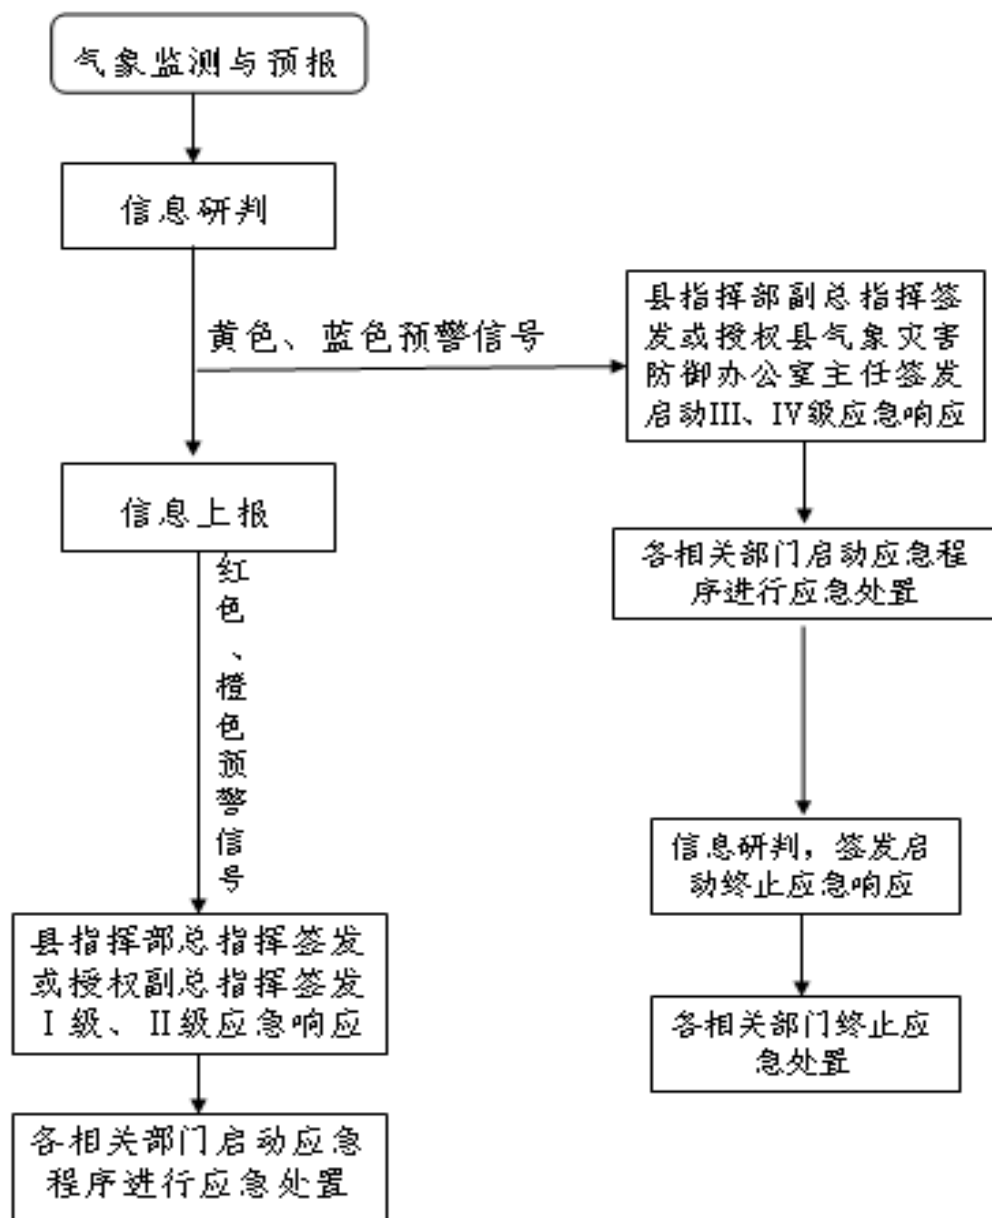 气象监测与预报
信息研判
黄色、蓝色预警信号
县指挥部副总指挥签
发或授权县气象灾害
防御办公室主任签发
启动III、IV级应急响应
信息上报
各相关部门启动应急程
序进行应急处置
红
色
、
橙
色
预
警
信
号
信息研判，签发启
动终止应急响应
县指挥部总指挥签发
或授权副总指挥签发
I 级、II级应急响应
各相关部门终止应
急处置
各相关部门启动应急
程序进行应急处置